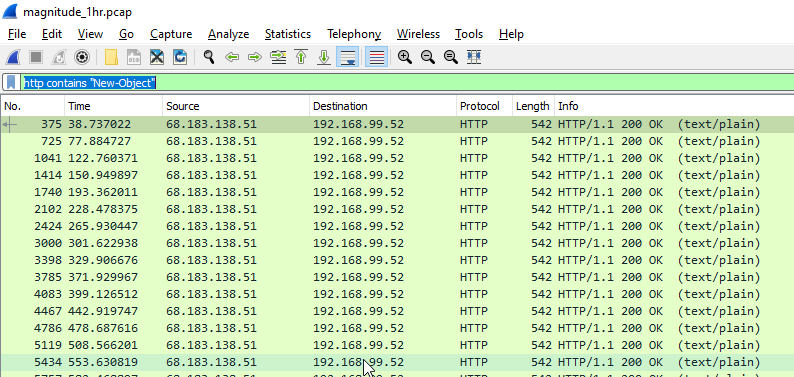 magnitude_1hr.pcap
File Edit View Go Capture Analyze Statistics Telephony Wireless Tools Help
http contains "New-Object"
No. Time Source Destination Protocol Length Info
375 38.737022 68.183.138.51 192.168.99.52 HTTP 542 HTTP/1.1 200 OK (text/plain)
725 77.884727 68.183.138.51 192.168.99.52 HTTP 542 HTTP/1.1 200 OK (text/plain)
1041 122.760371 68.183.138.51 192.168.99.52 HTTP 542 HTTP/1.1 200 OK (text/plain)
1414 150.949897 68.183.138.51 192.168.99.52 HTTP 542 HTTP/1.1 200 OK (text/plain)
1740 193.362011 68.183.138.51 192.168.99.52 HTTP 542 HTTP/1.1 200 OK (text/plain)
2102 228.478375 68.183.138.51 192.168.99.52 HTTP 542 HTTP/1.1 200 OK (text/plain)
2424 265.930447 68.183.138.51 192.168.99.52 HTTP 542 HTTP/1.1 200 OK (text/plain)
3000 301.622938 68.183.138.51 192.168.99.52 HTTP 542 HTTP/1.1 200 OK (text/plain)
3398 329.906676 68.183.138.51 192.168.99.52 HTTP 542 HTTP/1.1 200 OK (text/plain)
3785 371.929967 68.183.138.51 192.168.99.52 HTTP 542 HTTP/1.1 200 OK (text/plain)
4083 399.126512 68.183.138.51 192.168.99.52 HTTP 542 HTTP/1.1 200 OK (text/plain)
4467 442.919747 68.183.138.51 192.168.99.52 HTTP 542 HTTP/1.1 200 OK (text/plain)
4786 478.687616 68.183.138.51 192.168.99.52 HTTP 542 HTTP/1.1 200 OK (text/plain)
5119 508.566201 68.183.138.51 192.168.99.52 HTTP 542 HTTP/1.1 200 OK (text/plain)
5434 553.630819 68.183.138.51 192.168.99.52 HTTP 542 HTTP/1.1 200 OK (text/plain)